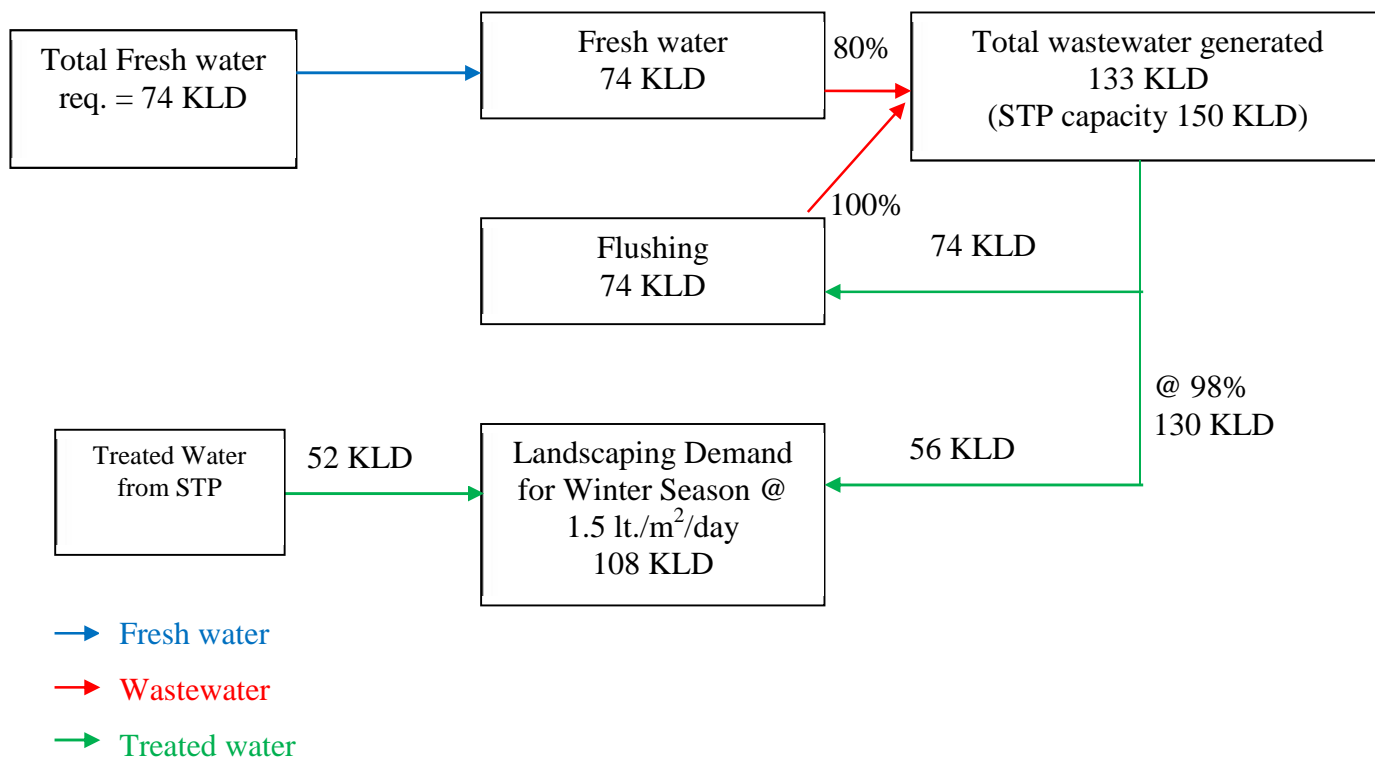 Total Fresh water
req. = 74 KLD
Fresh water
74 KLD
80%
Total wastewater generated
133 KLD
(STP capacity 150 KLD)
100%
Flushing
74 KLD
74 KLD
@ 98%
130 KLD
Treated Water
from STP
52 KLD
Landscaping Demand
for Winter Season @
1.5 lt./m²/day
108 KLD
56 KLD
Fresh water
Wastewater
Treated water